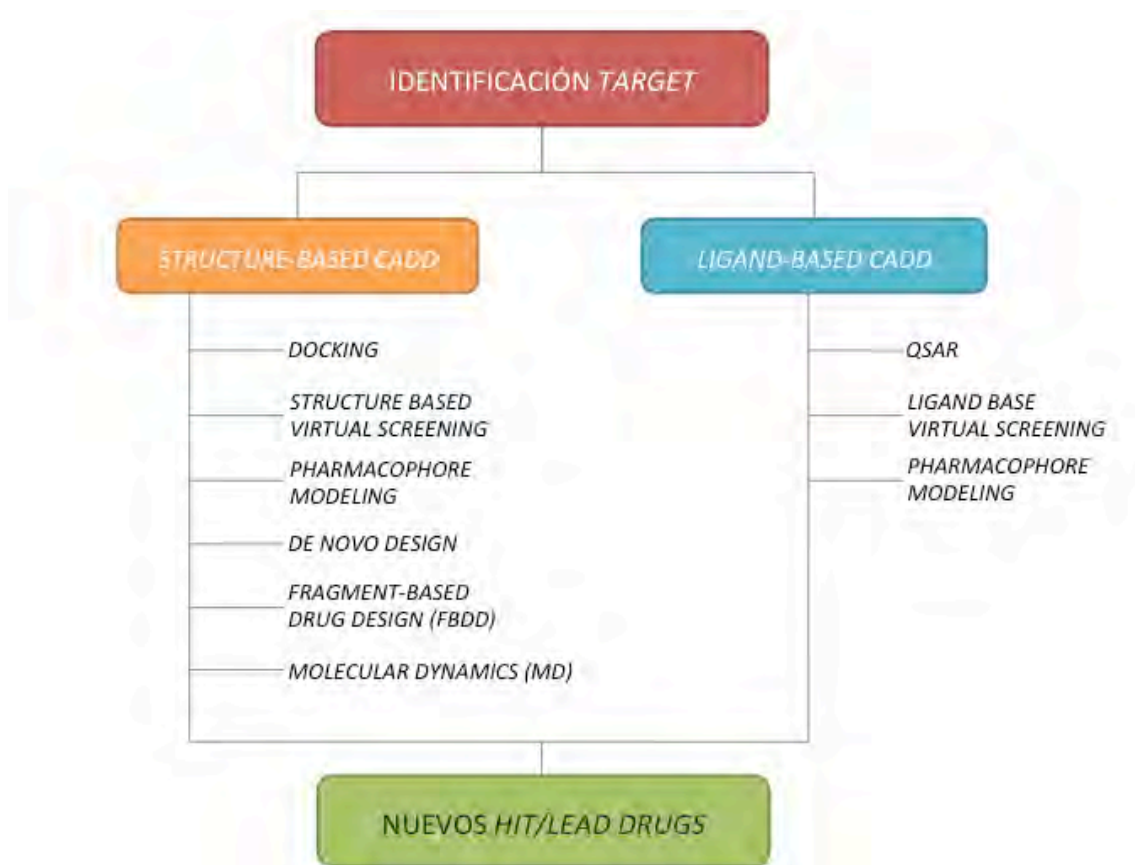 IDENTIFICACIÓN TARGET
STRUCTURE-BASED CADD
LIGAND-BASED CADD
DOCKING
STRUCTURE BASED
VIRTUAL SCREENING
PHARMACOPHORE
MODELING
DE NOVO DESIGN
FRAGMENT-BASED
DRUG DESIGN (FBDD)
MOLECULAR DYNAMICS (MD)
QSAR
LIGAND BASE
VIRTUAL SCREENING
PHARMACOPHORE
MODELING
NUEVOS HIT/LEAD DRUGS